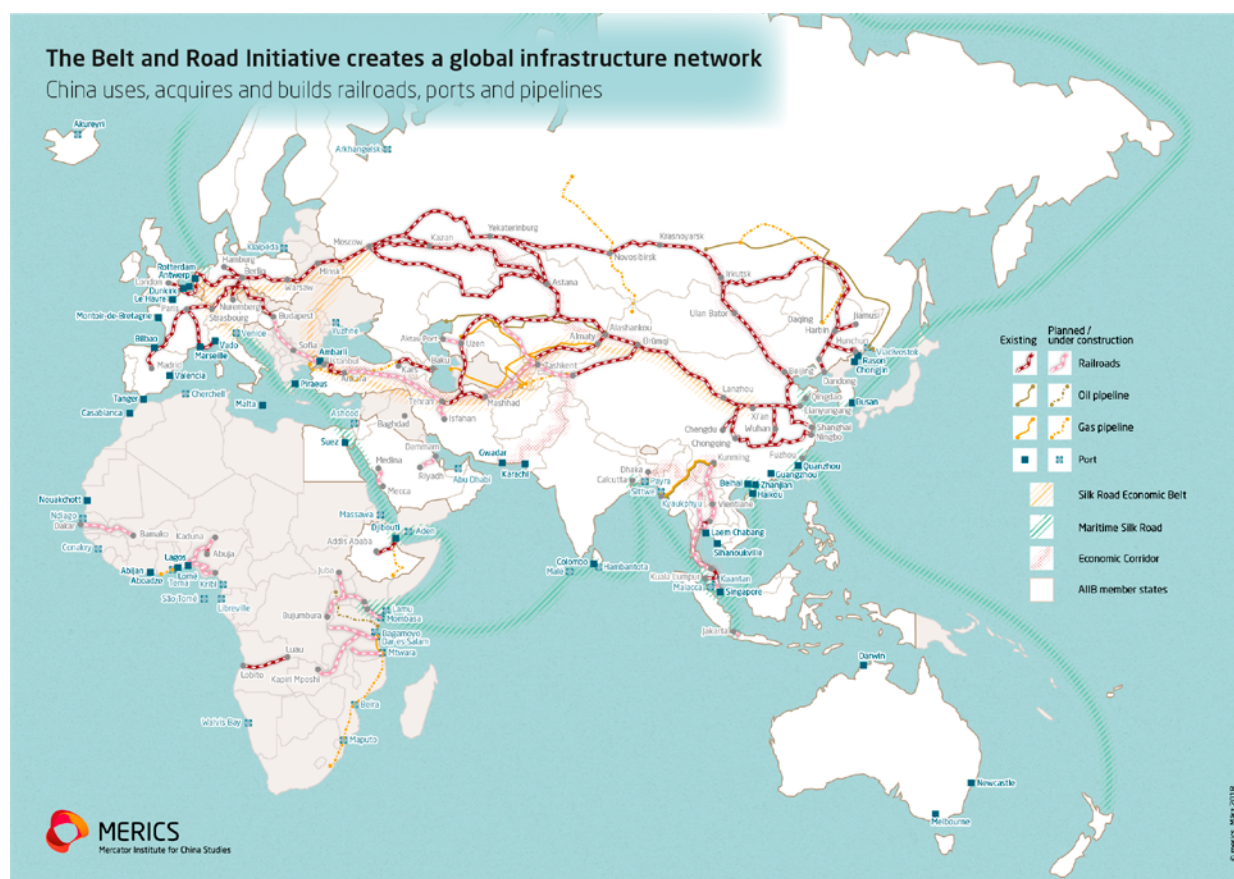 The Belt and Road Initiative creates a global infrastructure network
China uses, acquires and builds railroads, ports and pipelines
Akureyri
Arkhangelsk
Klaipėda
Moscow
Kazan
Yekaterinburg
Krasnoyarsk
Novosibirsk
Hamburg
Berlin
Minsk
Warsaw
Rotterdam
Antwerp
London
Dunkirk
Le Havre
Paris
Nuremberg
Strasbourg
Montoir-de-Bretagne
Budapest
Astana
Irkutsk
Ulan Bator
Daqing
Jiamusi
Harbin
Hunchun
Vladivostok
Rason
Chongjin
Venice
Yuzhne
Aktau Port
Uzen
Almaty
Alashankou
Ürümqi
Bilbao
Vado
Marseille
Madrid
Valencia
Sofia
Ambarli
Istanbul
Ankara
Kars
Baku
Tashkent
Beijing
Dandong
Lanzhou
Qingdao
Lianyungang
Busan
Piraeus
Tanger
Cherchell
Casablanca
Malta
Tehran
Mashhad
Isfahan
Xi'an
Wuhan
Chengdu
Chongqing
Shanghai
Ningbo
Ashdod
Baghdad
Suez
Dammam
Medina
Riyadh
Abu Dhabi
Mecca
Gwadar
Karachi
Dhaka
Calcutta
Payra
Sittwe
Kyaukphyu
Kunming
Fuzhou
Quanzhou
Guangzhou
Beihai
Zhanjian
Haikou
Vientiane
Nouakchott
Ndiago
Dakar
Bamako
Conakry
Kaduna
Abuja
Lagos
Abijan
Aboadze
Lomé
Tema
Kribi
São-Tomé
Libreville
Massawa
Djibouti
Aden
Addis Ababa
Juba
Colombo
Hambantota
Male
Laem Chabang
Sihanoukville
Kuala Lumpur
Kuantan
Malacca
Singapore
Jakarta
Bujumbura
Lamu
Mombasa
Bagamoyo
Dar es Salam
Mtwara
Luau
Lobito
Kapiri Mposhi
Beira
Walvis Bay
Maputo
Darwin
Newcastle
Melbourne
Existing
Planned /
under construction
Railroads
Oil pipeline
Gas pipeline
Port
Silk Road Economic Belt
Maritime Silk Road
Economic Corridor
AIIB member states
MERICS
Mercator Institute for China Studies